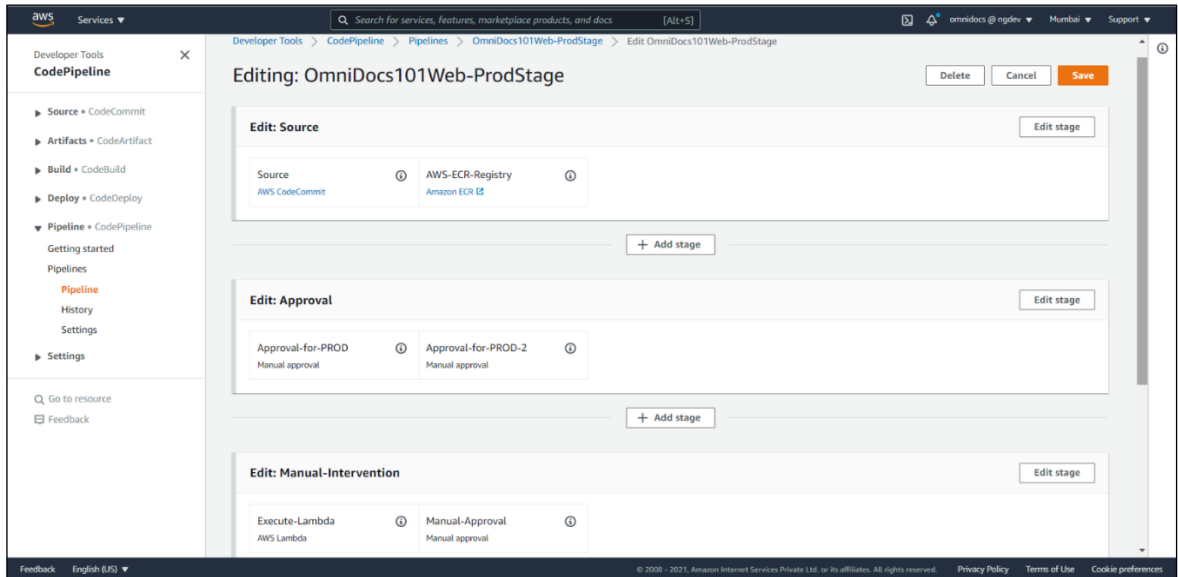 aws Services ▼ Search for services, features, marketplace products, and docs [Alt+S] omnidocs @ ngdev ▼ Mumbai ▼ Support ▼
Developer Tools
CodePipeline
Source • CodeCommit
Artifacts • CodeArtifact
Build • CodeBuild
Deploy • CodeDeploy
Pipeline • CodePipeline
Getting started
Pipelines
Pipeline
History
Settings
Settings
Go to resource
Feedback
Developer Tools > CodePipeline > Pipelines > OmniDocs101Web-ProdStage > Edit OmniDocs101Web-ProdStage
Editing: OmniDocs101Web-ProdStage Delete Cancel Save
Edit: Source Edit stage
Source AWS-ECR-Registry
AWS CodeCommit Amazon ECR
+ Add stage
Edit: Approval Edit stage
Approval-for-PROD Approval-for-PROD-2
Manual approval Manual approval
+ Add stage
Edit: Manual-Intervention Edit stage
Execute-Lambda Manual-Approval
AWS Lambda Manual approval
Feedback English (US) ▼ © 2008 - 2021, Amazon Internet Services Private Ltd. or its affiliates. All rights reserved. Privacy Policy Terms of Use Cookie preferences